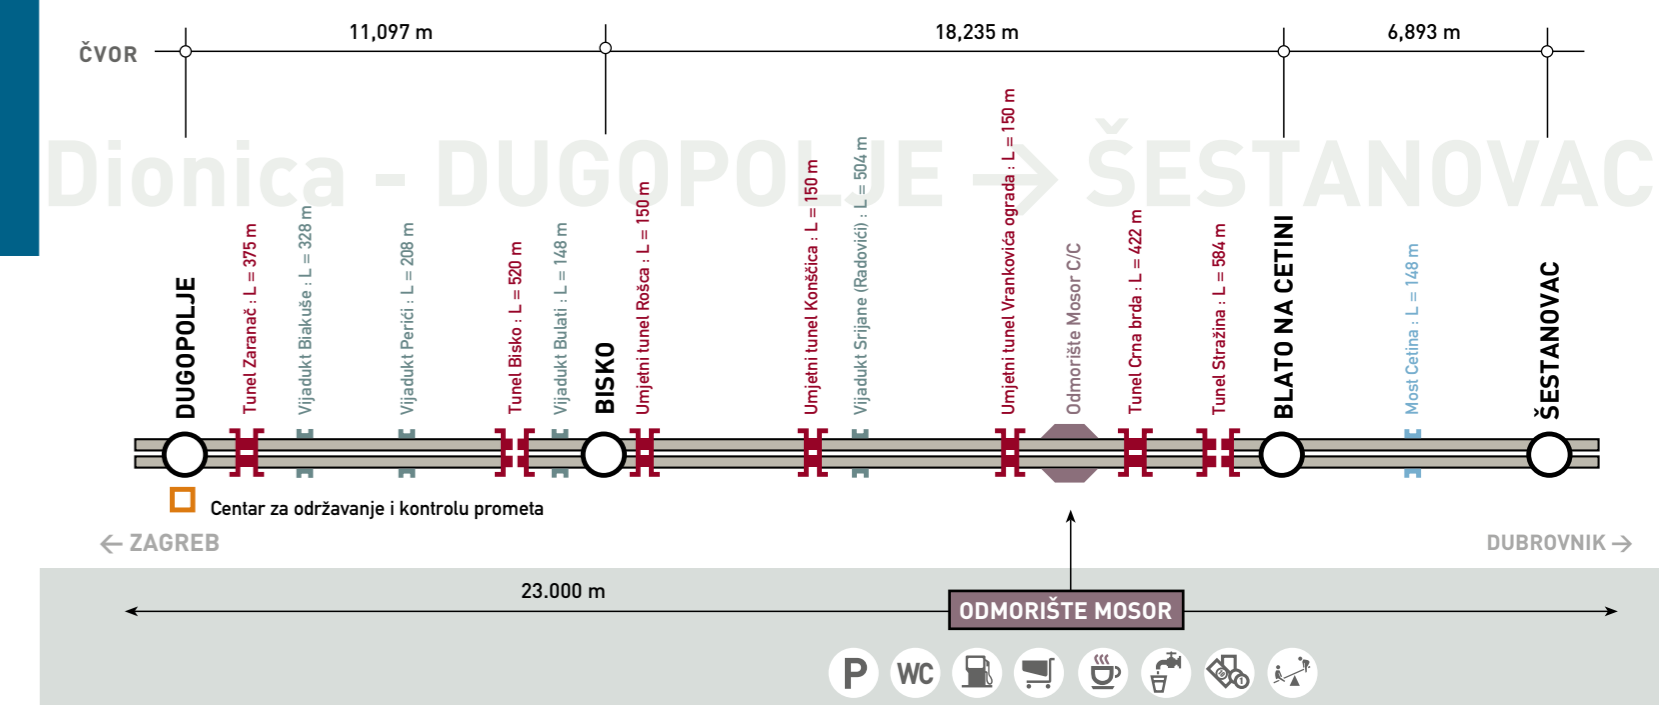 ČVOR
11,097 m
18,235 m
6,893 m
Dionica - DUGOPOLJE → ŠESTANOVAC
DUGOPOLJE
Tunel Zaranač : L = 375 m
Vijadukt Biakuše : L = 328 m
Vijadukt Perići : L = 208 m
Tunel Bisko : L = 520 m
Vijadukt Bulati : L = 148 m
BISKO
Umjetni tunel Rošca : L = 150 m
Umjetni tunel Konščica : L = 150 m
Vijadukt Srijane (Radovići) : L = 504 m
Umjetni tunel Vrankovića ograda : L = 150 m
Odmorište Mosor C/C
Tunel Crna brda : L = 422 m
Tunel Stražina : L = 584 m
BLATO NA CETINI
Most Cetina : L = 148 m
ŠESTANOVAC
Centar za održavanje i kontrolu prometa
← ZAGREB
DUBROVNIK →
23.000 m
ODMORIŠTE MOSOR
P
WC